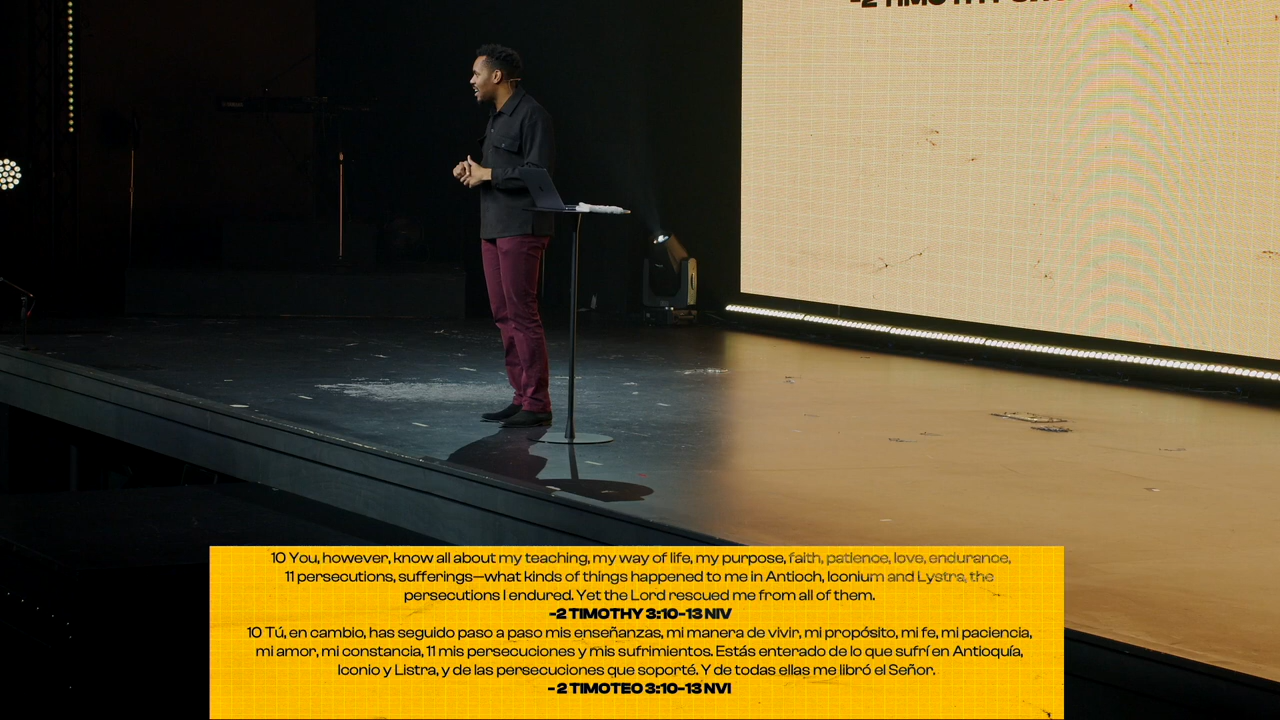 -2 TIMOTHY
10 You, however, know all about my teaching, my way of life, my purpose, faith, patience, love, endurance,
11 persecutions, sufferings—what kinds of things happened to me in Antioch, Iconium and Lystra, the
persecutions I endured. Yet the Lord rescued me from all of them.
-2 TIMOTHY 3:10-13 NIV
10 Tú, en cambio, has seguido paso a paso mis enseñanzas, mi manera de vivir, mi propósito, mi fe, mi paciencia,
mi amor, mi constancia, 11 mis persecuciones y mis sufrimientos. Estás enterado de lo que sufrí en Antioquía,
Iconio y Listra, y de las persecuciones que soporté. Y de todas ellas me libró el Señor.
- 2 TIMOTEO 3:10-13 NVI